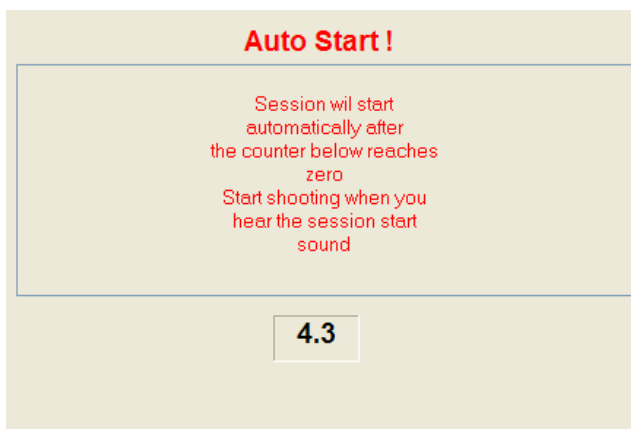 Auto Start !
Session wil start
automatically after
the counter below reaches
zero
Start shooting when you
hear the session start
sound
4.3